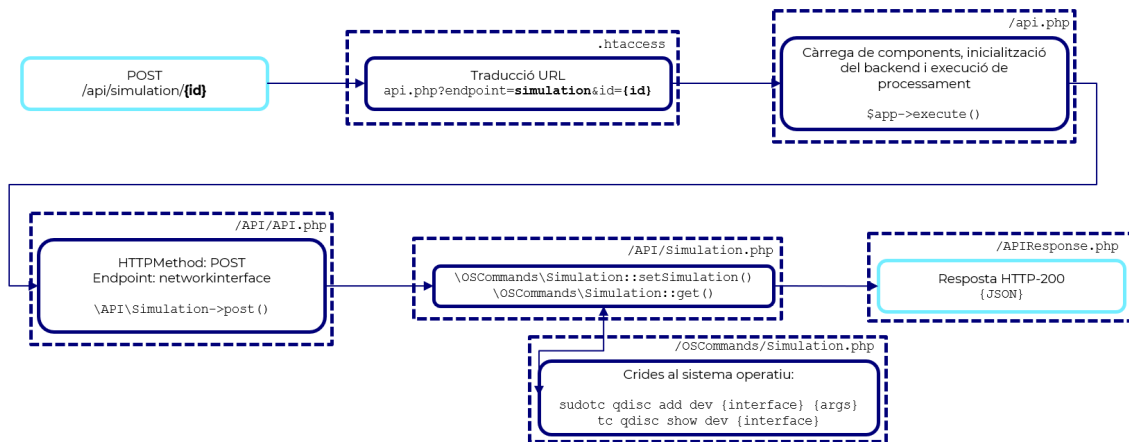 POST
/api/simulation/{id}
.htaccess
Traducció URL
api.php?endpoint=simulation&id={id}
/api.php
Càrrega de components, inicialització
del backend i execució de
processament
$app->execute()
/API/API.php
HTTPMethod: POST
Endpoint: networkinterface
\API\Simulation->post()
/API/Simulation.php
\OSCommands\Simulation::setSimulation()
\OSCommands\Simulation::get()
/APIResponse.php
Resposta HTTP-200
{JSON}
/OSCommands/Simulation.php
Crides al sistema operatiu:
sudotc qdisc add dev {interface} {args}
tc qdisc show dev {interface}